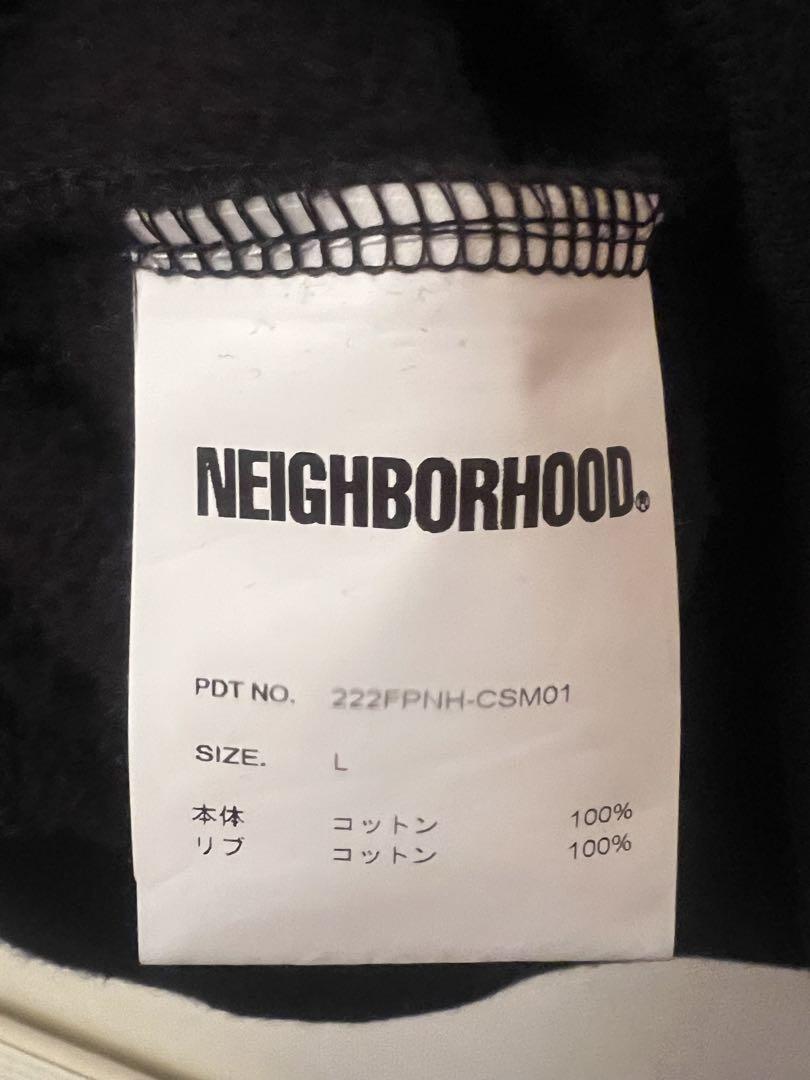 NEIGHBORHOOD®
PDT NO. 222FPNH-CSM01
SIZE. L
本体 コットン 100%
リブ コットン 100%